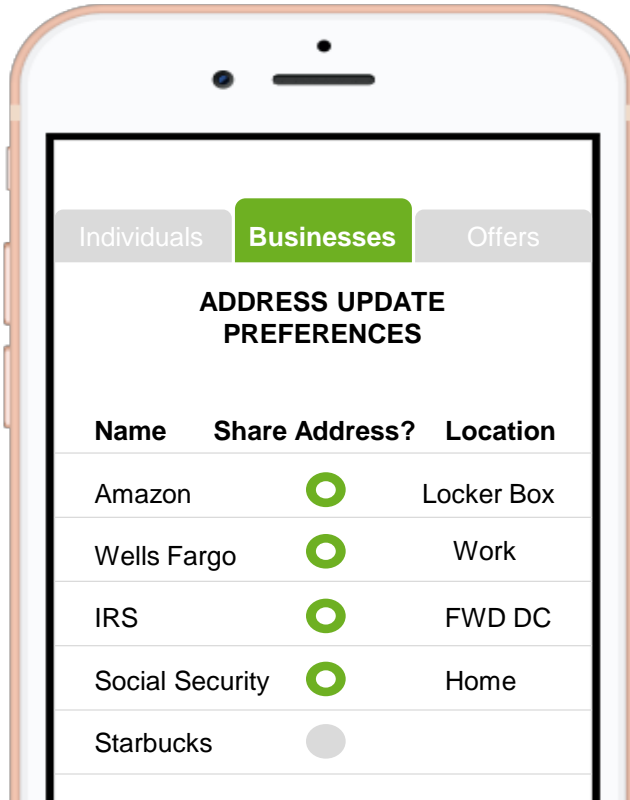 Individuals Businesses Offers
ADDRESS UPDATE
PREFERENCES
Name Share Address? Location
Amazon Locker Box
Wells Fargo Work
IRS FWD DC
Social Security Home
Starbucks